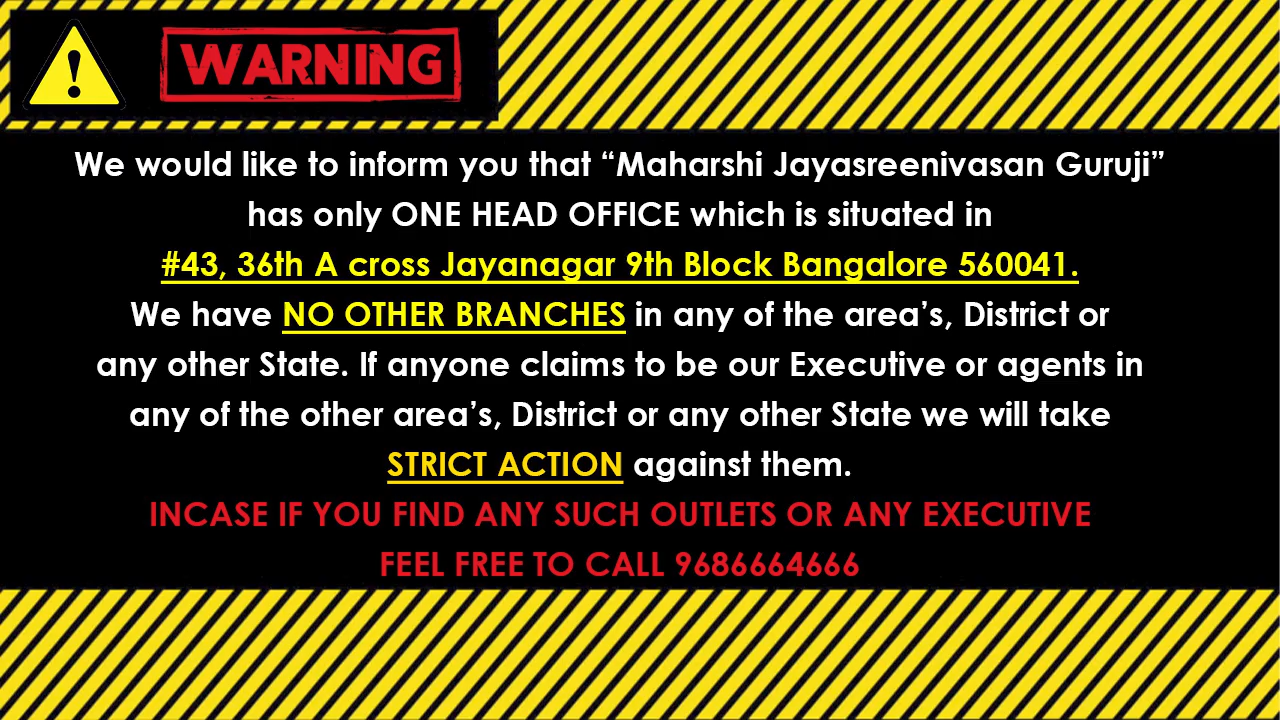 WARNING
We would like to inform you that “Maharshi Jayasreenivasan Guruji”
has only ONE HEAD OFFICE which is situated in
#43, 36th A cross Jayanagar 9th Block Bangalore 560041.
We have NO OTHER BRANCHES in any of the area’s, District or
any other State. If anyone claims to be our Executive or agents in
any of the other area’s, District or any other State we will take
STRICT ACTION against them.
INCASE IF YOU FIND ANY SUCH OUTLETS OR ANY EXECUTIVE
FEEL FREE TO CALL 9686664666